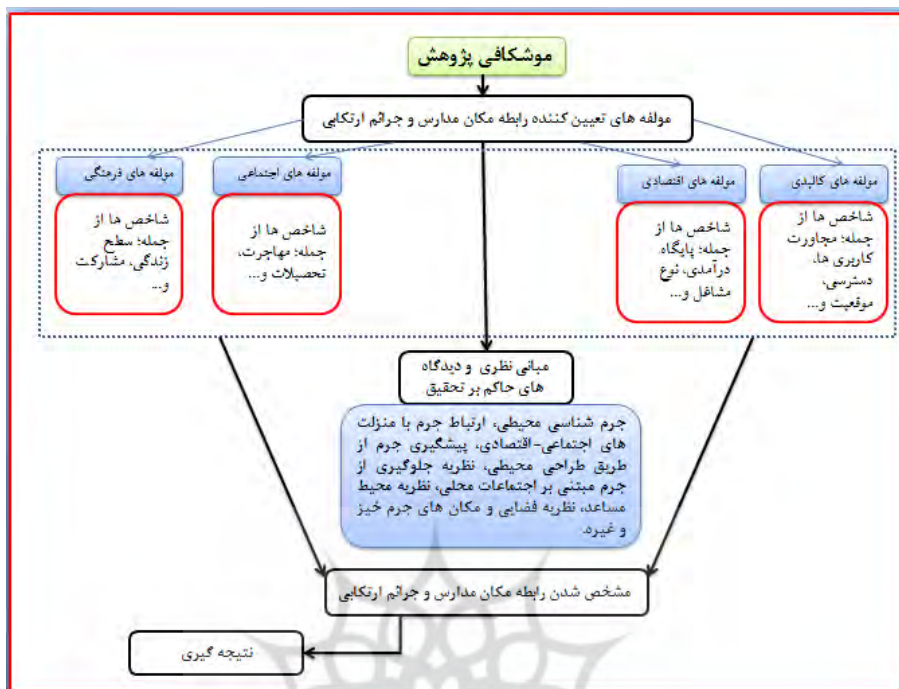 موشکافی پژوهش
مولفه های تعیین کننده رابطه مکان مدارس و جرائم ارتکابی
مولفه های کالبدی
شاخص ها از
جمله؛ مجاورت
کاربری ها،
دسترسی،
موقعیت و...
مولفه های اقتصادی
شاخص ها از
جمله؛ پایگاه
درآمدی، نوع
مشاغل و...
مولفه های اجتماعی
شاخص ها از
جمله؛ مهاجرت،
تحصیلات و...
مولفه های فرهنگی
شاخص ها از
جمله؛ سطح
زندگی، مشارکت
و...
مبانی نظری و دیدگاه
های حاکم بر تحقیق
جرم شناسی محیطی، ارتباط جرم با منزلت
های اجتماعی-اقتصادی، پیشگیری جرم از
طریق طراحی محیطی، نظریه جلوگیری از
جرم مبتنی بر اجتماعات محلی، نظریه محیط
مساعد، نظریه فضایی و مکان های جرم خیز
و غیره.
مشخص شدن رابطه مکان مدارس و جرائم ارتکابی
نتیجه گیری